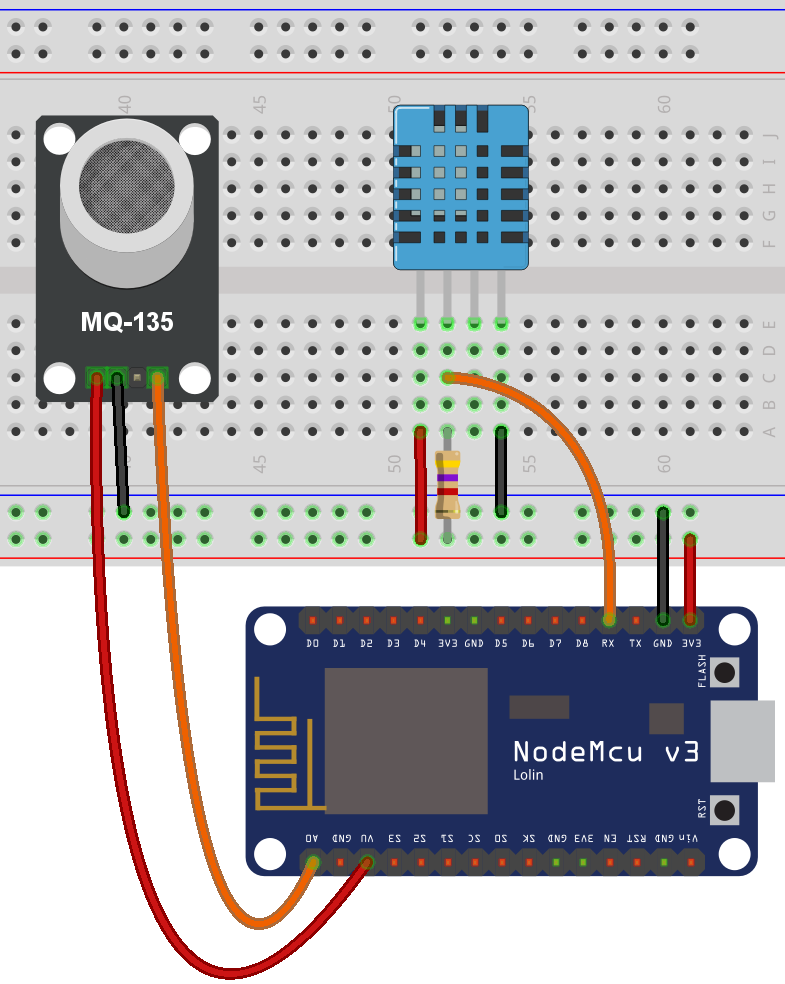 40 45 50 55 60
J
I
H
G
F
MQ-135
E
D
C
B
A
45 50 55 60
D0 D1 D2 D3 D4 3V3 GND D5 D6 D7 D8 RX TX GND 3V3
FLASH
NodeMcu v3
Lolin
RST
A0 GND VU S3 S2 S1 SC S0 SK GND 3V3 EN RST GND Vin